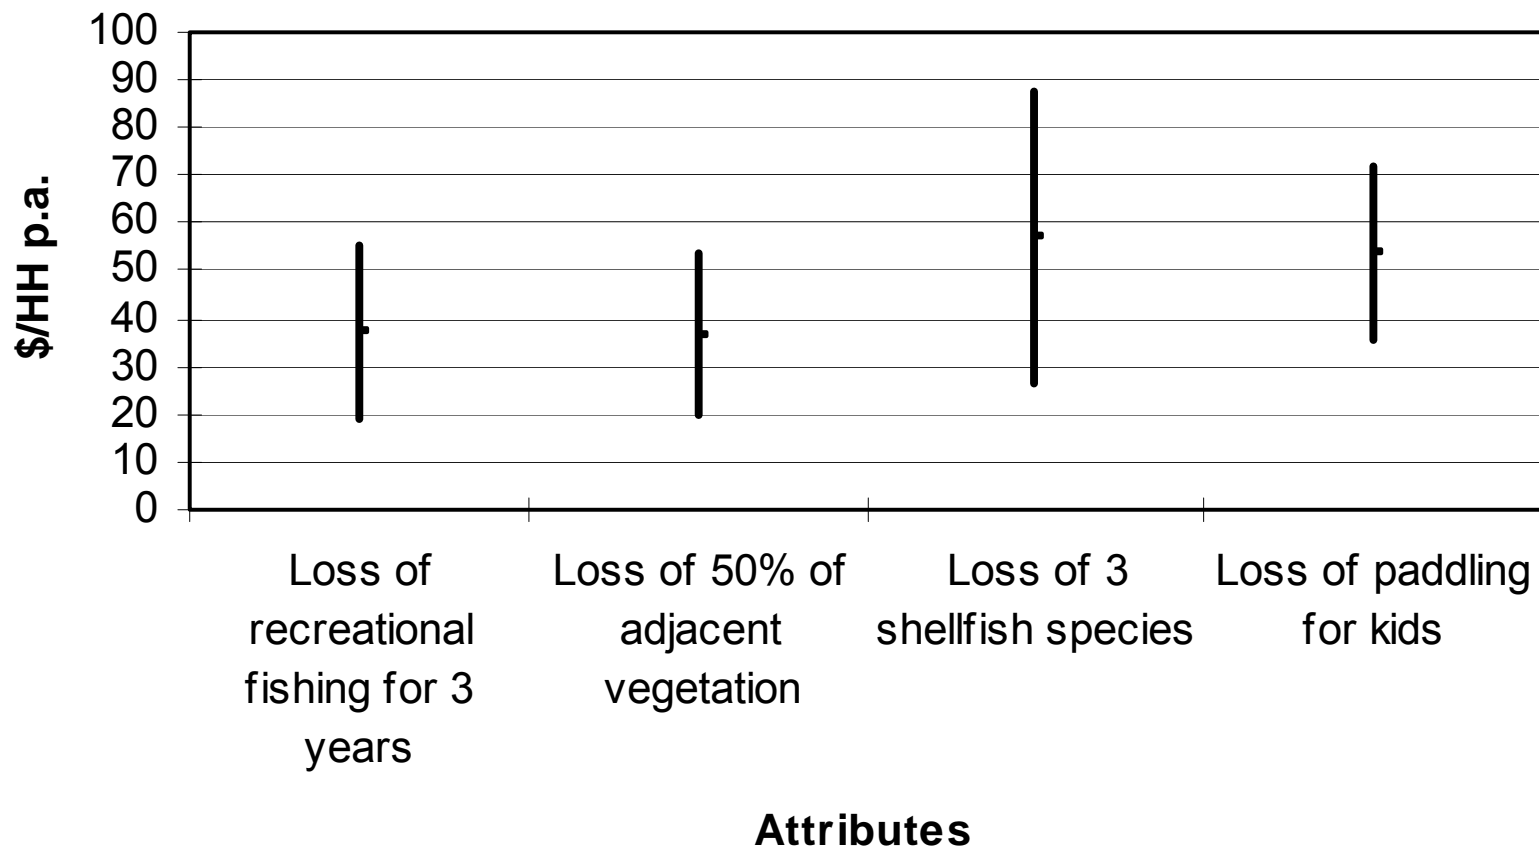 100
90
80
70
60
50
40
30
20
10
0
$/HH p.a.
Loss of
recreational
fishing for 3
years
Loss of 50% of
adjacent
vegetation
Loss of 3
shellfish species
Loss of paddling
for kids
Attributes